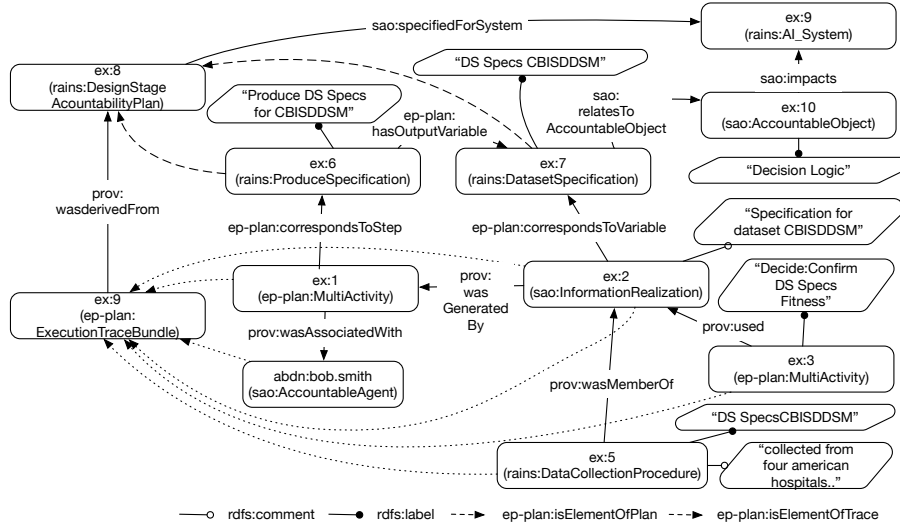 sao:specifiedForSystem
ex:9
(rains:AI_System)
ex:8
(rains:DesignStage
AcountabilityPlan)
"DS Specs CBISDDSM"
sao:impacts
"Produce DS Specs
for CBISDDSM"
ep-plan:
hasOutputVariable
sao:
relatesTo
AccountableObject
ex:10
(sao:AccountableObject)
ex:6
(rains:ProduceSpecification)
ex:7
(rains:DatasetSpecification)
"Decision Logic"
prov:
wasderivedFrom
ep-plan:correspondsToStep
ep-plan:correspondsToVariable
"Specification for
dataset CBISDDSM"
ex:9
(ep-plan:
ExecutionTraceBundle)
ex:1
(ep-plan:MultiActivity)
prov:
was
Generated
By
ex:2
(sao:InformationRealization)
"Decide:Confirm
DS Specs
Fitness"
prov:wasAssociatedWith
prov:used
abdn:bob.smith
(sao:AccountableAgent)
prov:wasMemberOf
ex:3
(ep-plan:MultiActivity)
"DS SpecsCBISDDSM"
ex:5
(rains:DataCollectionProcedure)
"collected from
four american
hospitals.."
rdfs:comment
rdfs:label
ep-plan:isElementOfPlan
ep-plan:isElementOfTrace